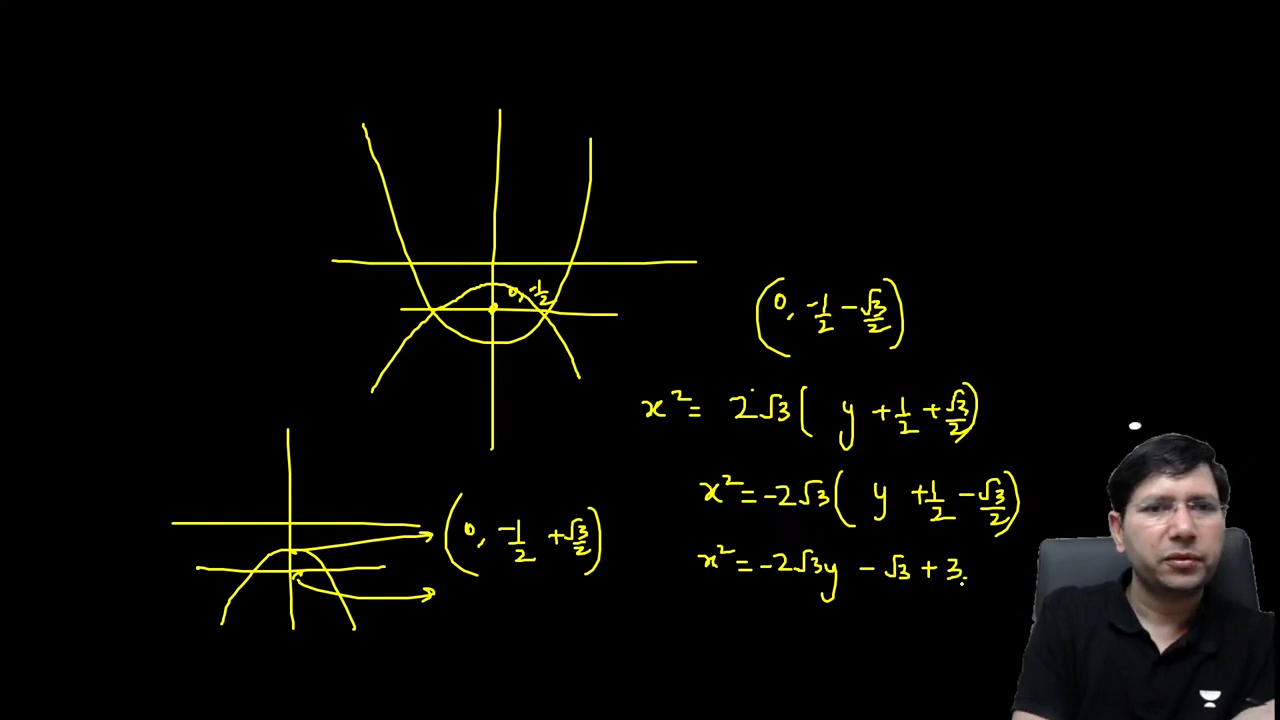 0, -1/2
(0, -1/2 - √3/2)
x² = 2√3( y + 1/2 + √3/2)
x² = -2√3( y + 1/2 - √3/2)
(0, -1/2 + √3/2)
x² = -2√3y - √3 + 3